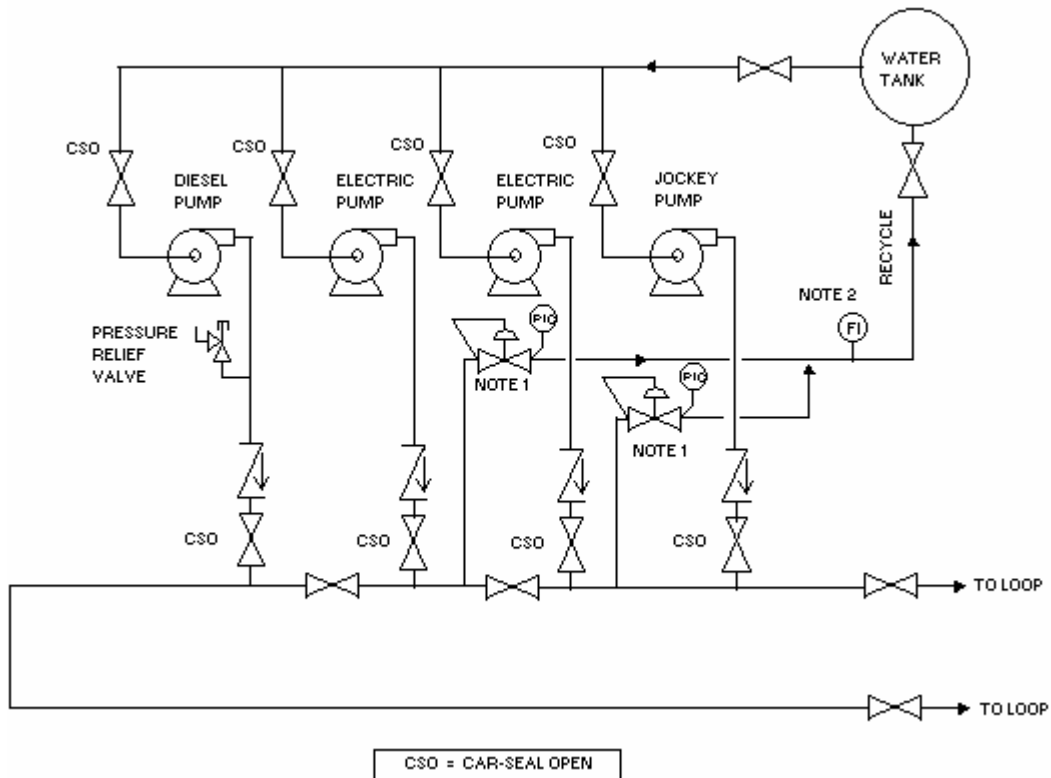 WATER
TANK
CSO
CSO
CSO
CSO
DIESEL
PUMP
ELECTRIC
PUMP
ELECTRIC
PUMP
JOCKEY
PUMP
RECYCLE
NOTE 2
FI
PRESSURE
RELIEF
VALVE
PIC
NOTE 1
PIC
NOTE 1
CSO
CSO
CSO
CSO
TO LOOP
TO LOOP
CSO = CAR-SEAL OPEN